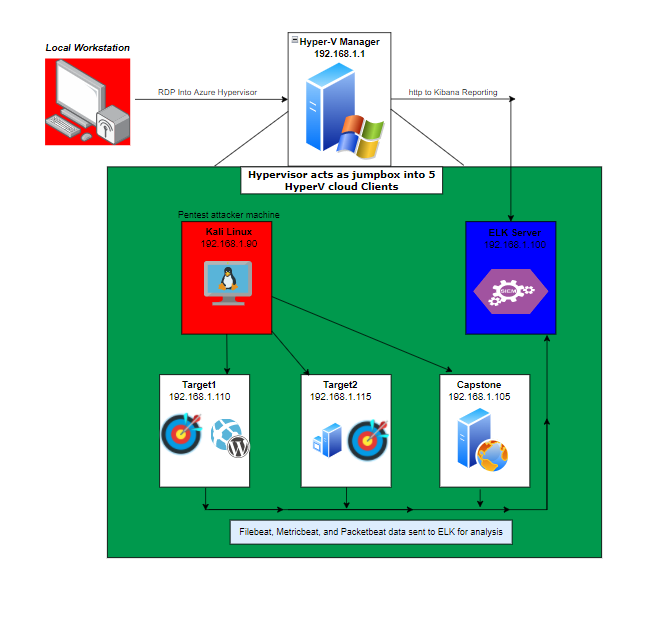 Local Workstation
Hyper-V Manager
192.168.1.1
RDP Into Azure Hypervisor
http to Kibana Reporting
Hypervisor acts as jumpbox into 5
HyperV cloud Clients
Pentest attacker machine
Kali Linux
192.168.1.90
ELK Server
192.168.1.100
SIEM
Target1
192.168.1.110
Target2
192.168.1.115
Capstone
192.168.1.105
Filebeat, Metricbeat, and Packetbeat data sent to ELK for analysis